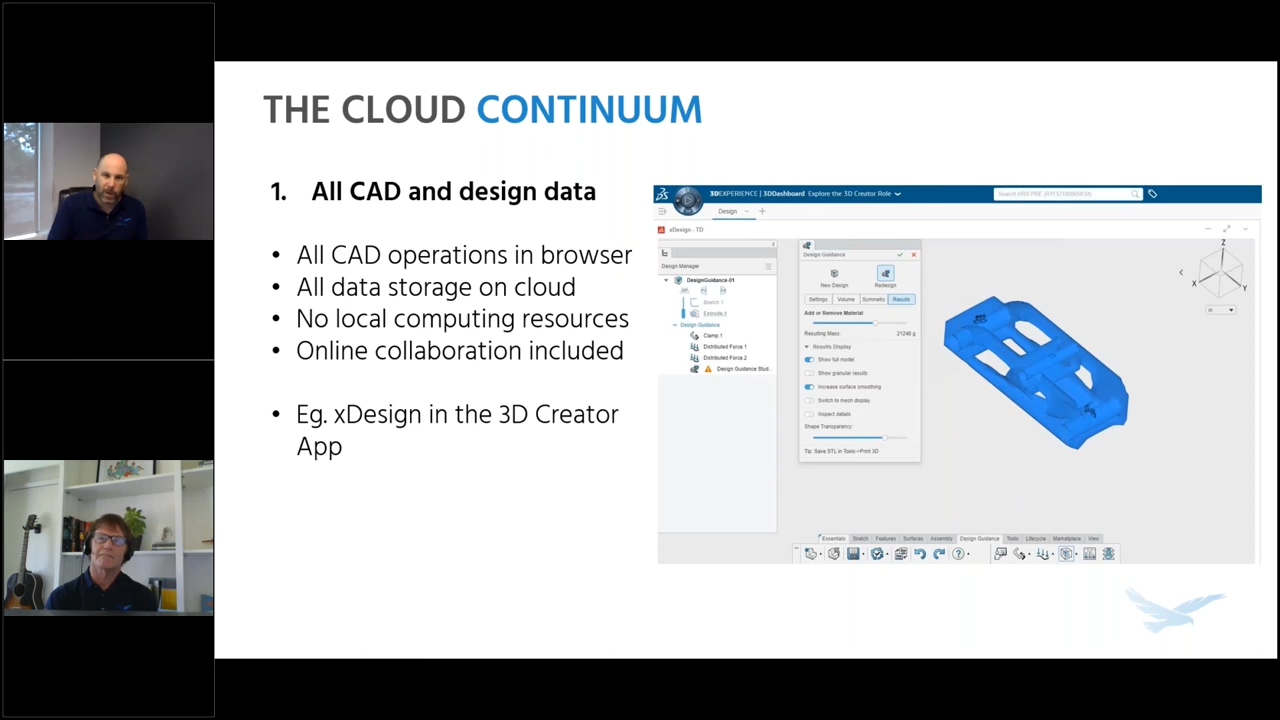 THE CLOUD CONTINUUM
1. All CAD and design data
• All CAD operations in browser
• All data storage on cloud
• No local computing resources
• Online collaboration included
• Eg. xDesign in the 3D Creator
App
3DEXPERIENCE | 3DDashboard Explore the 3D Creator Role
Design
xDesign - TD
Design Manager
DesignGuidance-01
Sketch.1
Extrude.1
Design Guidance
Clamp.1
Distributed Force.1
Distributed Force.2
Design Guidance Stud...
Design Guidance
New Design
Redesign
Settings
Volume
Symmetry
Results
Add or Remove Material
Resulting Mass:
21248 g
Results Display
Show full model
Show granular results
Increase surface smoothing
Switch to mesh display
Inspect details
Shape Transparency:
Tip: Save STL in Tools->Print 3D
Z
X
Y
in
Essentials
Sketch
Features
Surfaces
Assembly
Design Guidance
Tools
Lifecycle
Marketplace
View